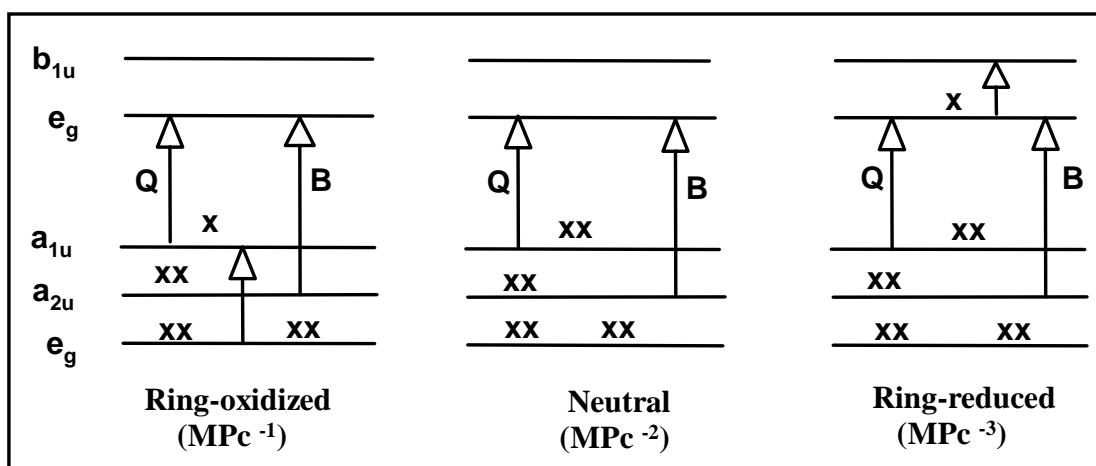 b1u
eg
Q
B
x
a1u
xx
a2u
xx
xx
eg
Ring-oxidized
(MPc -1)
Q
B
xx
xx
xx
xx
Neutral
(MPc -2)
x
Q
B
xx
xx
xx
xx
Ring-reduced
(MPc -3)